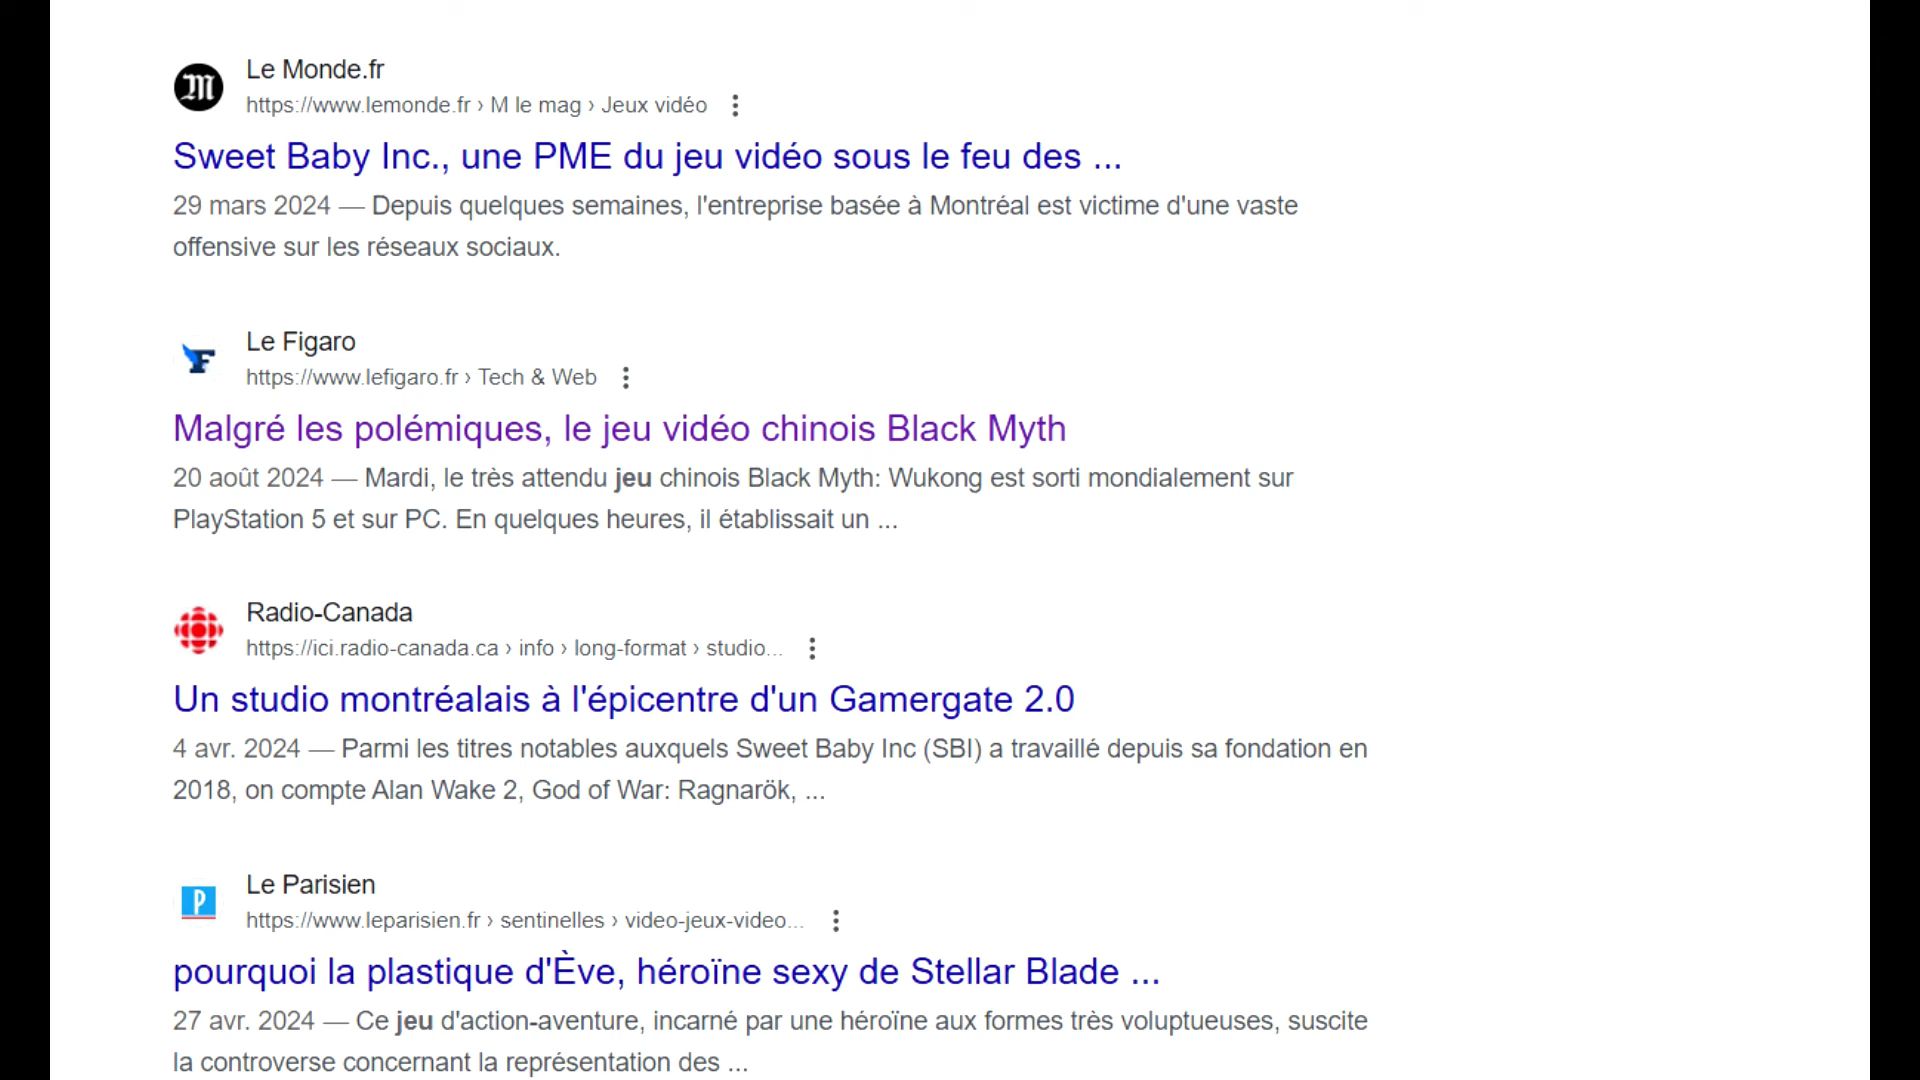 Le Monde.fr
https://www.lemonde.fr › M le mag › Jeux vidéo
Sweet Baby Inc., une PME du jeu vidéo sous le feu des ...
29 mars 2024 — Depuis quelques semaines, l'entreprise basée à Montréal est victime d'une vaste
offensive sur les réseaux sociaux.
Le Figaro
https://www.lefigaro.fr › Tech & Web
Malgré les polémiques, le jeu vidéo chinois Black Myth
20 août 2024 — Mardi, le très attendu jeu chinois Black Myth: Wukong est sorti mondialement sur
PlayStation 5 et sur PC. En quelques heures, il établissait un ...
Radio-Canada
https://ici.radio-canada.ca › info › long-format › studio...
Un studio montréalais à l'épicentre d'un Gamergate 2.0
4 avr. 2024 — Parmi les titres notables auxquels Sweet Baby Inc (SBI) a travaillé depuis sa fondation en
2018, on compte Alan Wake 2, God of War: Ragnarök, ...
Le Parisien
https://www.leparisien.fr › sentinelles › video-jeux-video...
pourquoi la plastique d'Ève, héroïne sexy de Stellar Blade ...
27 avr. 2024 — Ce jeu d'action-aventure, incarné par une héroïne aux formes très voluptueuses, suscite
la controverse concernant la représentation des ...